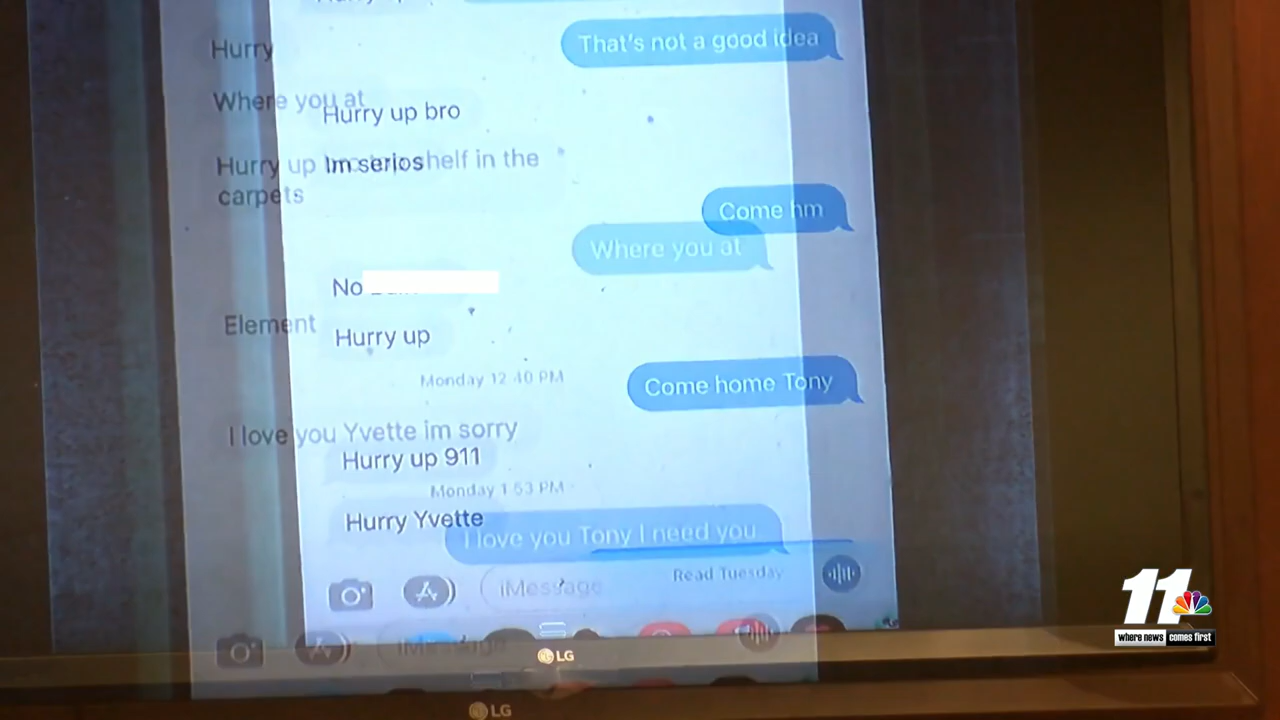 Hurry
That's not a good idea
Where you at
Hurry up bro
Im serios
Hurry up helf in the
carpets
Come hm
Where you at
No
Element
Hurry up
Monday 12:40 PM
Come home Tony
I love you Yvette im sorry
Hurry up 911
Monday 1:53 PM
Hurry Yvette
I love you Tony I need you
Read Tuesday
iMessage
iMessage
LG
LG
11
where news comes first